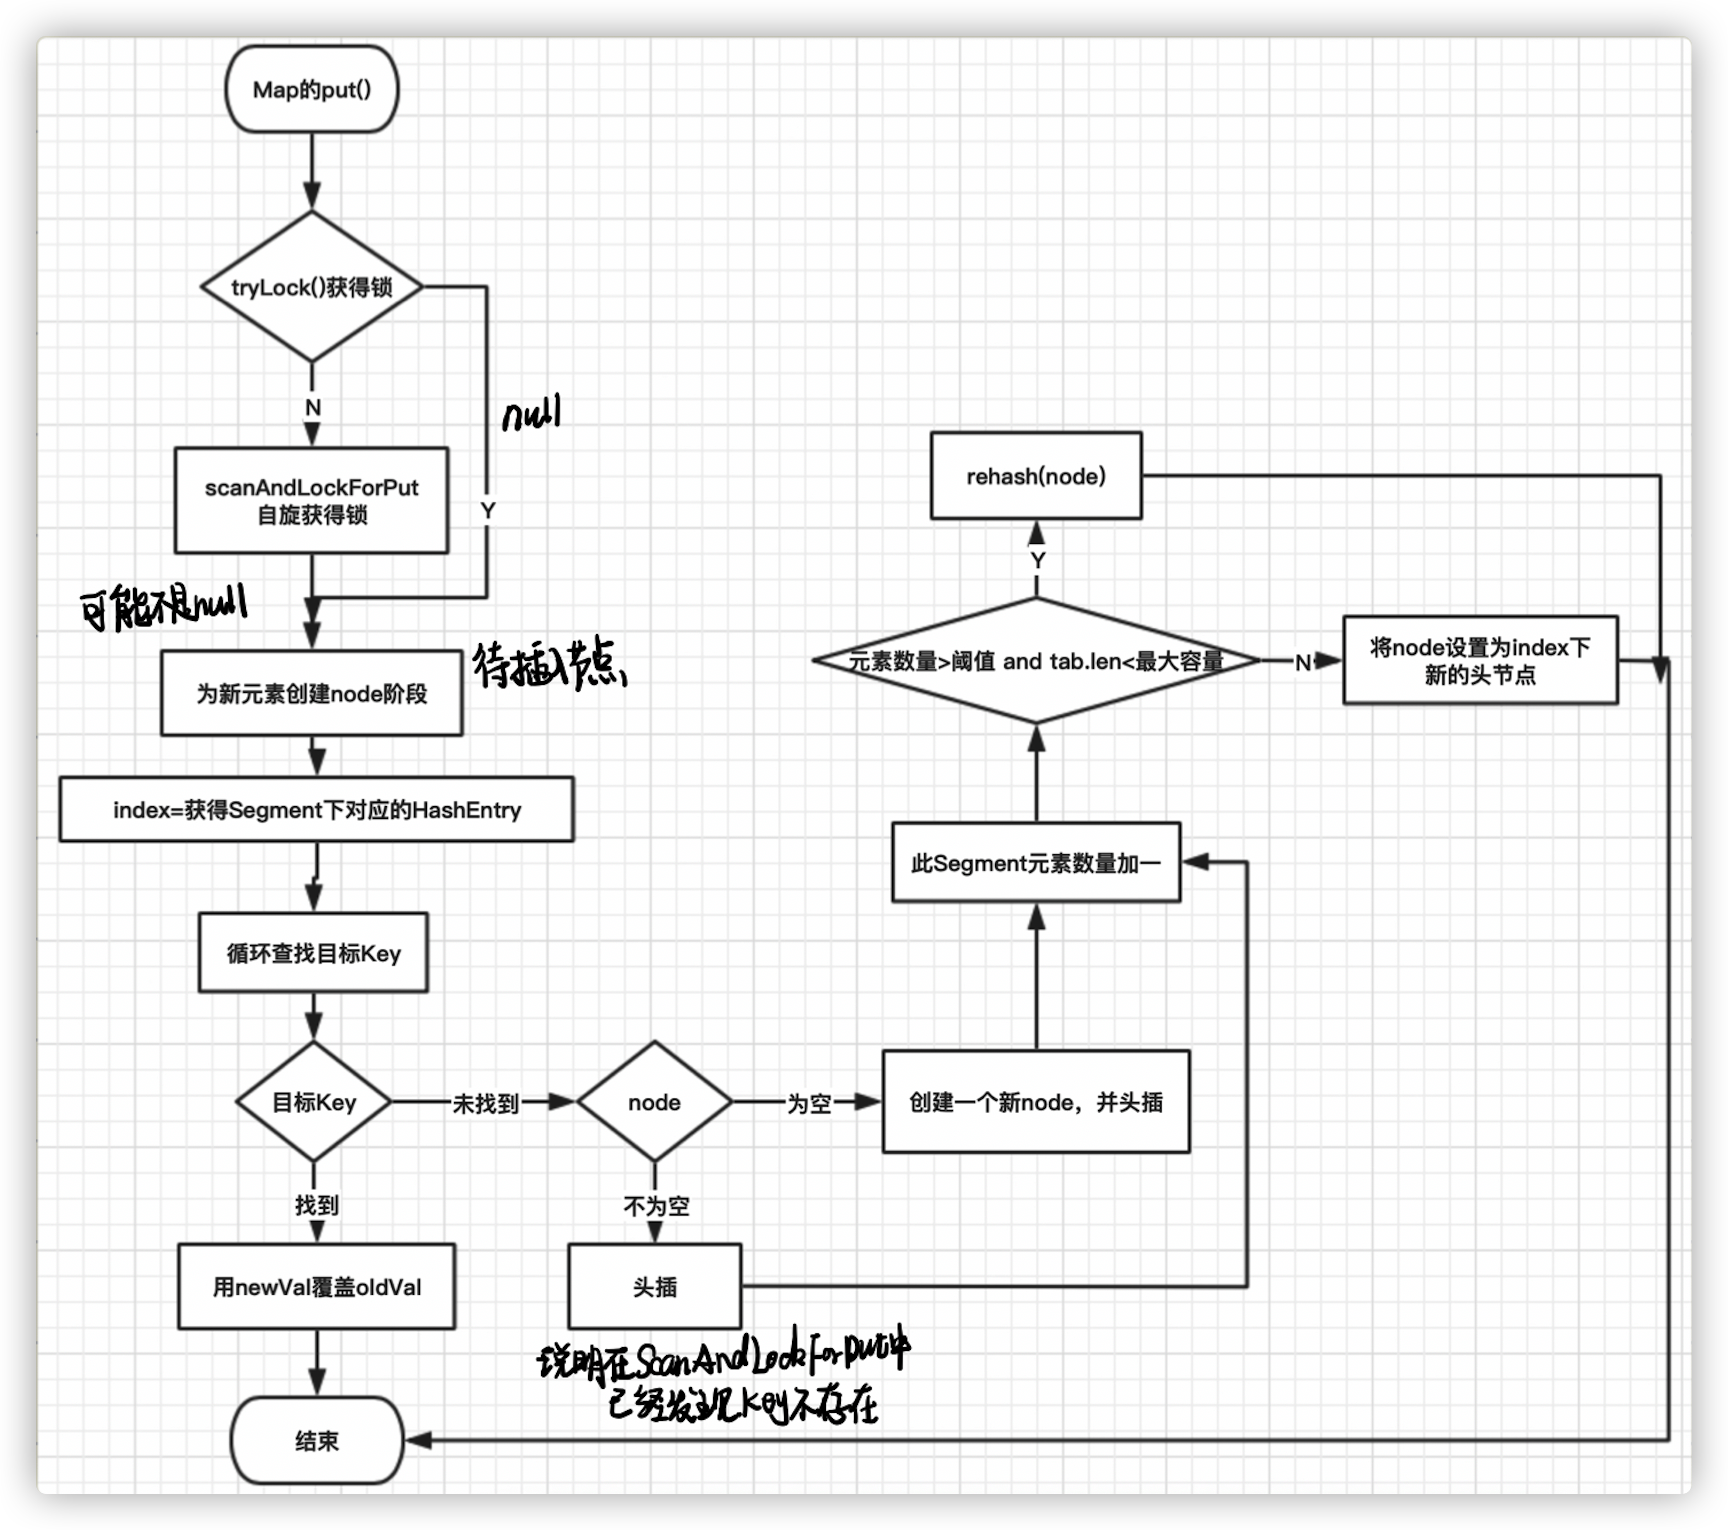 Map的put()
tryLock()获得锁
N
null
Y
scanAndLockForPut
自旋获得锁
可能不是null
为新元素创建node阶段
待插入节点
index=获得Segment下对应的HashEntry
循环查找目标Key
目标Key
未找到
node
为空
创建一个新node，并头插
找到
不为空
用newVal覆盖oldVal
头插
说明在ScanAndLockForPut中
已经发现key不存在
结束
rehash(node)
Y
元素数量>阈值 and tab.len<最大容量
N
将node设置为index下
新的头节点
此Segment元素数量加一